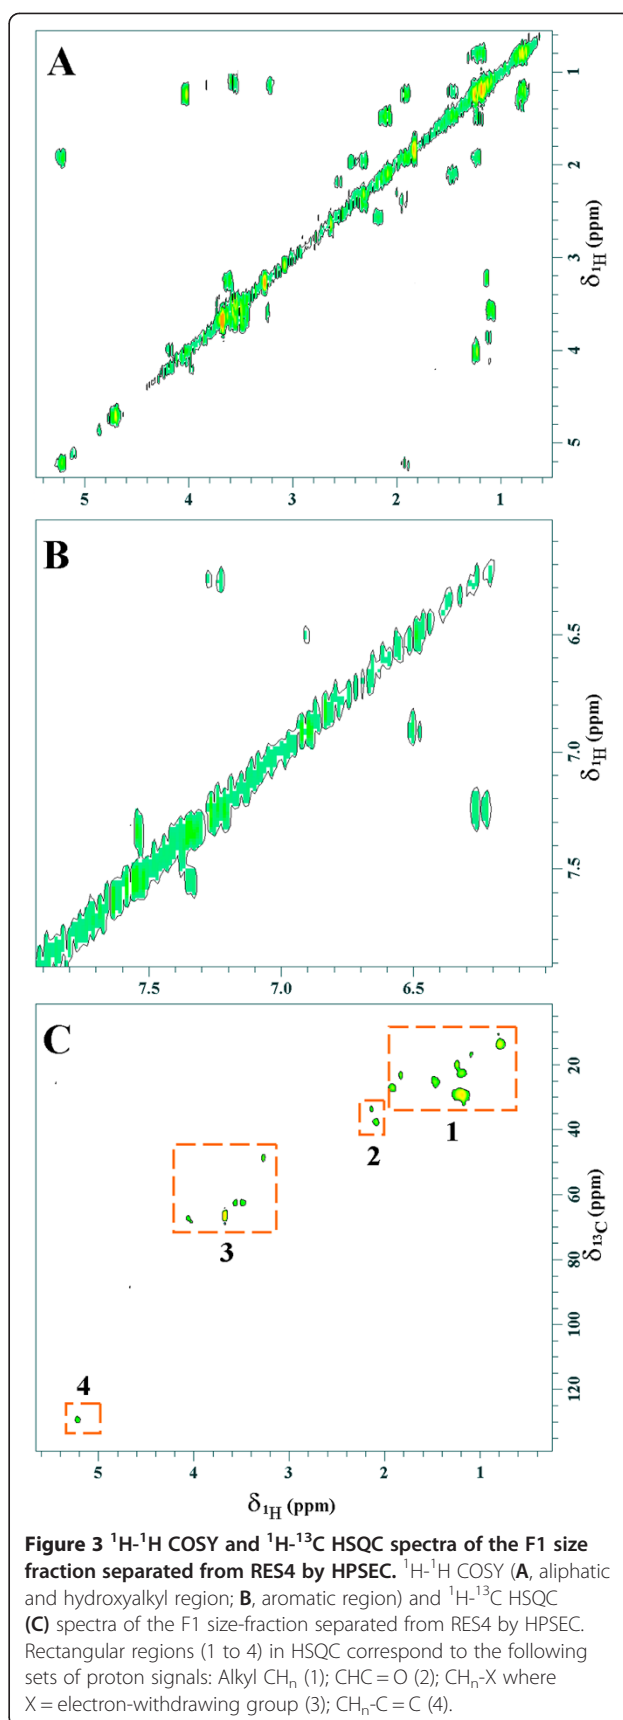 A
1
2
3
4
5
δ1H (ppm)
5 4 3 2 1
B
6.5
7.0
7.5
δ1H (ppm)
7.5 7.0 6.5
C
20
40
60
80
100
120
δ13C (ppm)
1
2
3
4
5 4 3 2 1
δ1H (ppm)
Figure 3 ¹H-¹H COSY and ¹H-¹³C HSQC spectra of the F1 size
fraction separated from RES4 by HPSEC. ¹H-¹H COSY (A, aliphatic
and hydroxyalkyl region; B, aromatic region) and ¹H-¹³C HSQC
(C) spectra of the F1 size-fraction separated from RES4 by HPSEC.
Rectangular regions (1 to 4) in HSQC correspond to the following
sets of proton signals: Alkyl CHn (1); CHC = O (2); CHn-X where
X = electron-withdrawing group (3); CHn-C = C (4).